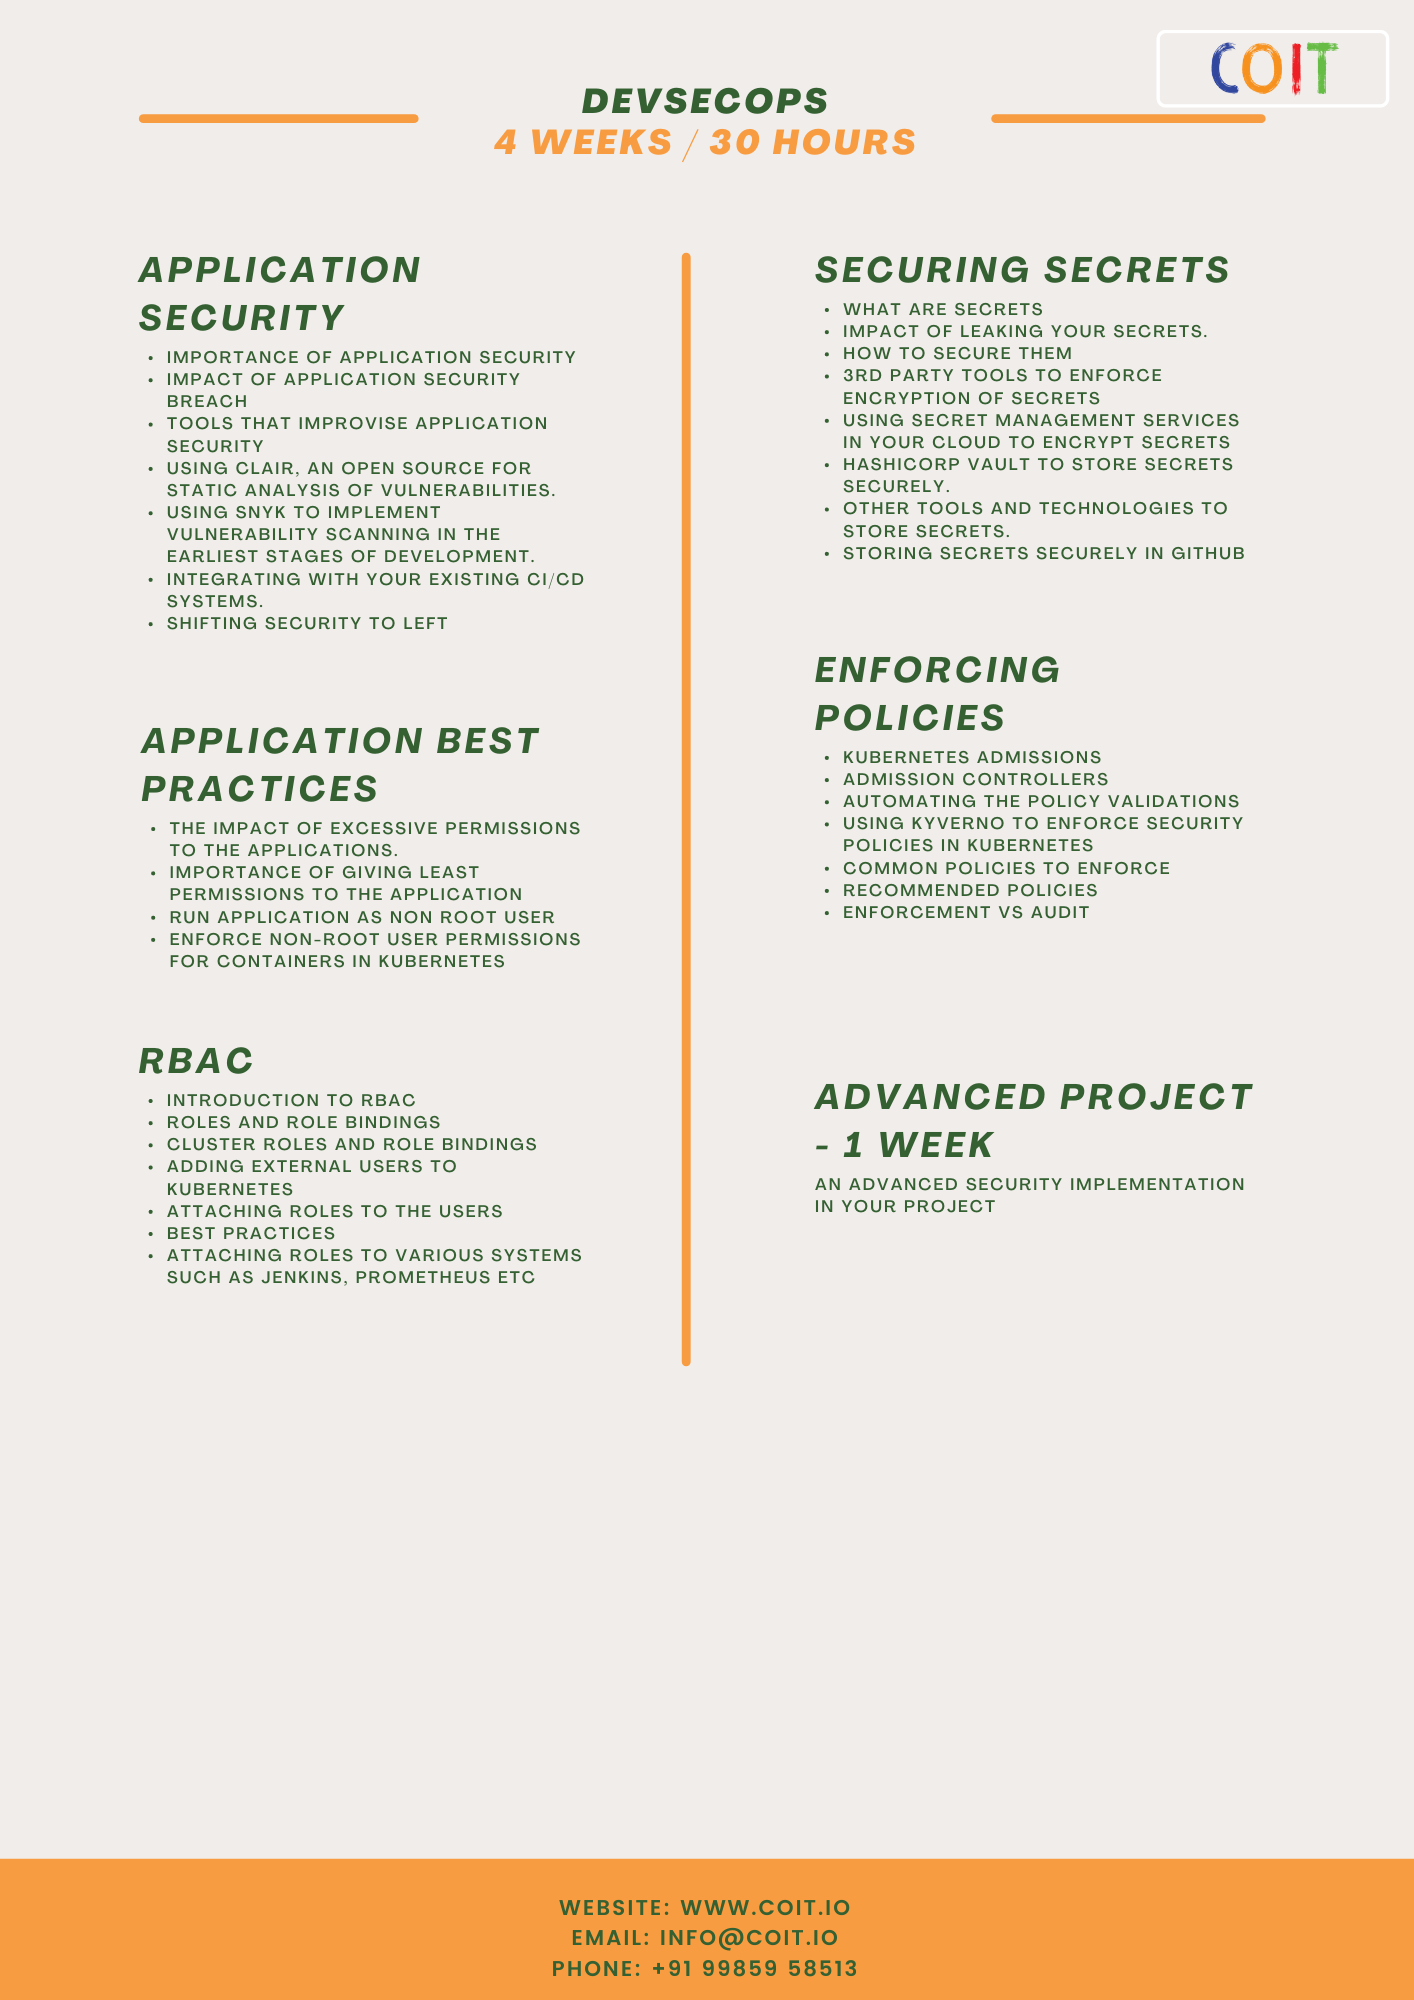 COIT
DEVSECOPS
4 WEEKS / 30 HOURS
APPLICATION
SECURITY
• IMPORTANCE OF APPLICATION SECURITY
• IMPACT OF APPLICATION SECURITY
BREACH
• TOOLS THAT IMPROVISE APPLICATION
SECURITY
• USING CLAIR, AN OPEN SOURCE FOR
STATIC ANALYSIS OF VULNERABILITIES.
• USING SNYK TO IMPLEMENT
VULNERABILITY SCANNING IN THE
EARLIEST STAGES OF DEVELOPMENT.
• INTEGRATING WITH YOUR EXISTING CI/CD
SYSTEMS.
• SHIFTING SECURITY TO LEFT
APPLICATION BEST
PRACTICES
• THE IMPACT OF EXCESSIVE PERMISSIONS
TO THE APPLICATIONS.
• IMPORTANCE OF GIVING LEAST
PERMISSIONS TO THE APPLICATION
• RUN APPLICATION AS NON ROOT USER
• ENFORCE NON-ROOT USER PERMISSIONS
FOR CONTAINERS IN KUBERNETES
RBAC
• INTRODUCTION TO RBAC
• ROLES AND ROLE BINDINGS
• CLUSTER ROLES AND ROLE BINDINGS
• ADDING EXTERNAL USERS TO
KUBERNETES
• ATTACHING ROLES TO THE USERS
• BEST PRACTICES
• ATTACHING ROLES TO VARIOUS SYSTEMS
SUCH AS JENKINS, PROMETHEUS ETC
SECURING SECRETS
• WHAT ARE SECRETS
• IMPACT OF LEAKING YOUR SECRETS.
• HOW TO SECURE THEM
• 3RD PARTY TOOLS TO ENFORCE
ENCRYPTION OF SECRETS
• USING SECRET MANAGEMENT SERVICES
IN YOUR CLOUD TO ENCRYPT SECRETS
• HASHICORP VAULT TO STORE SECRETS
SECURELY.
• OTHER TOOLS AND TECHNOLOGIES TO
STORE SECRETS.
• STORING SECRETS SECURELY IN GITHUB
ENFORCING
POLICIES
• KUBERNETES ADMISSIONS
• ADMISSION CONTROLLERS
• AUTOMATING THE POLICY VALIDATIONS
• USING KYVERNO TO ENFORCE SECURITY
POLICIES IN KUBERNETES
• COMMON POLICIES TO ENFORCE
• RECOMMENDED POLICIES
• ENFORCEMENT VS AUDIT
ADVANCED PROJECT
- 1 WEEK
AN ADVANCED SECURITY IMPLEMENTATION
IN YOUR PROJECT
WEBSITE: WWW.COIT.IO
EMAIL: INFO@COIT.IO
PHONE: +91 99859 58513